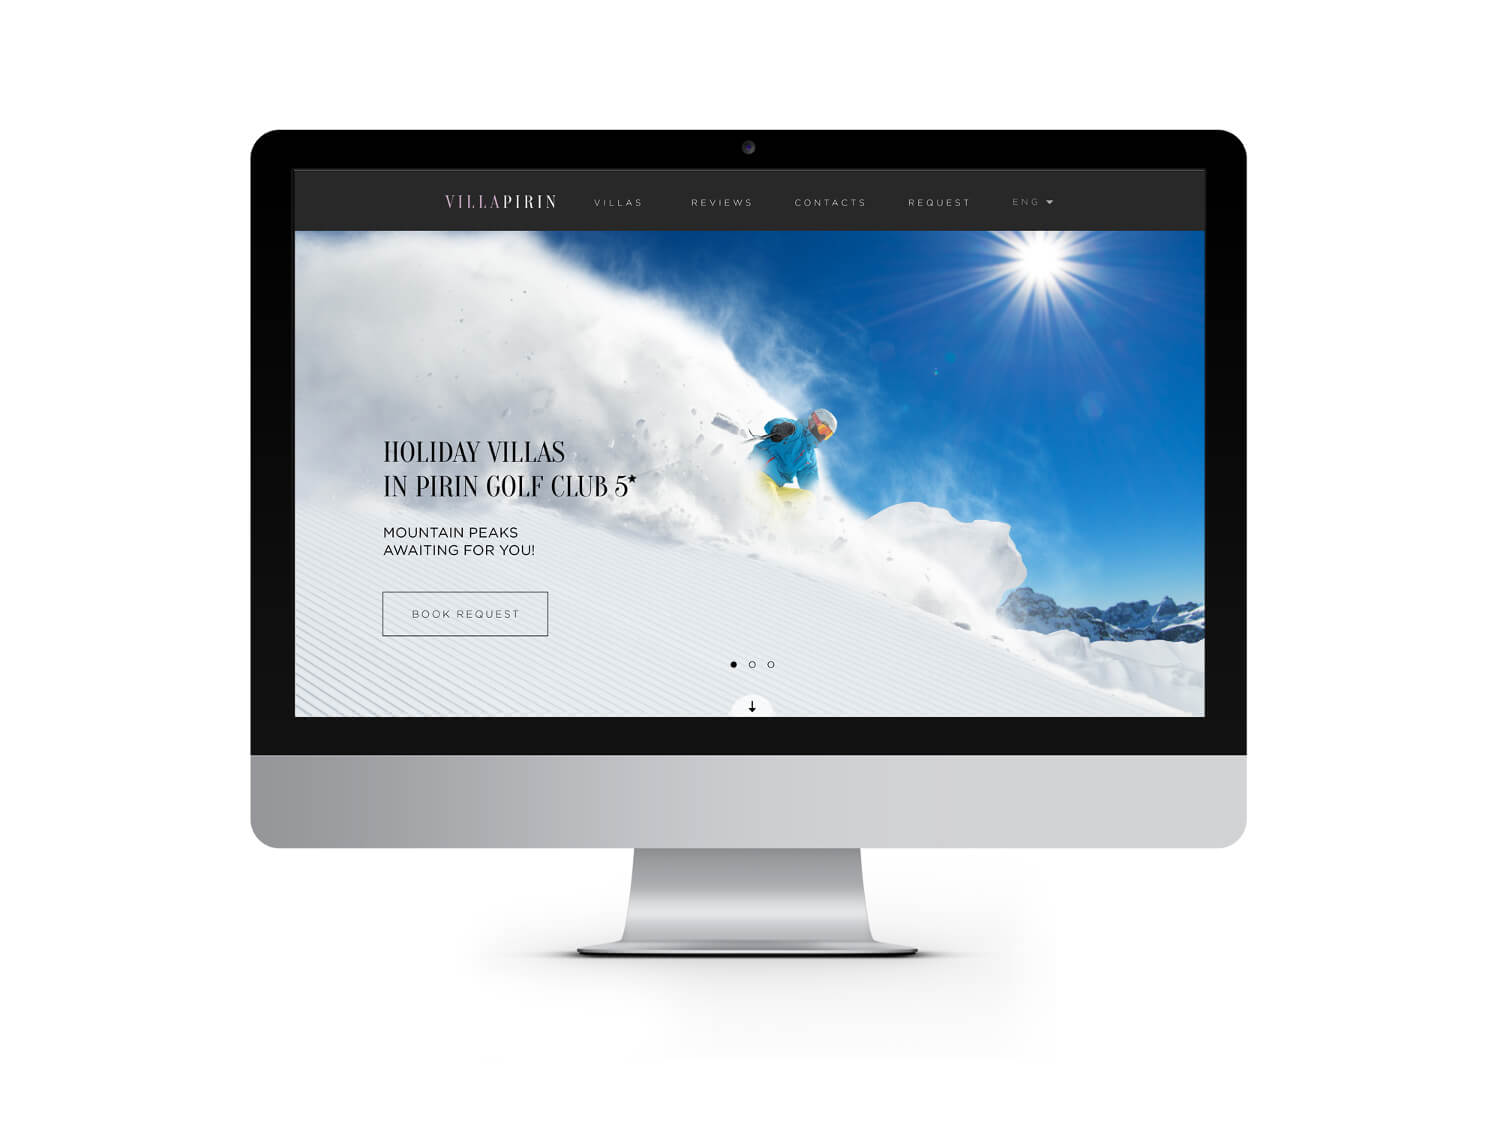 VILLAPIRIN VILLAS REVIEWS CONTACTS REQUEST ENG
HOLIDAY VILLAS
IN PIRIN GOLF CLUB 5★
MOUNTAIN PEAKS
AWAITING FOR YOU!
BOOK REQUEST